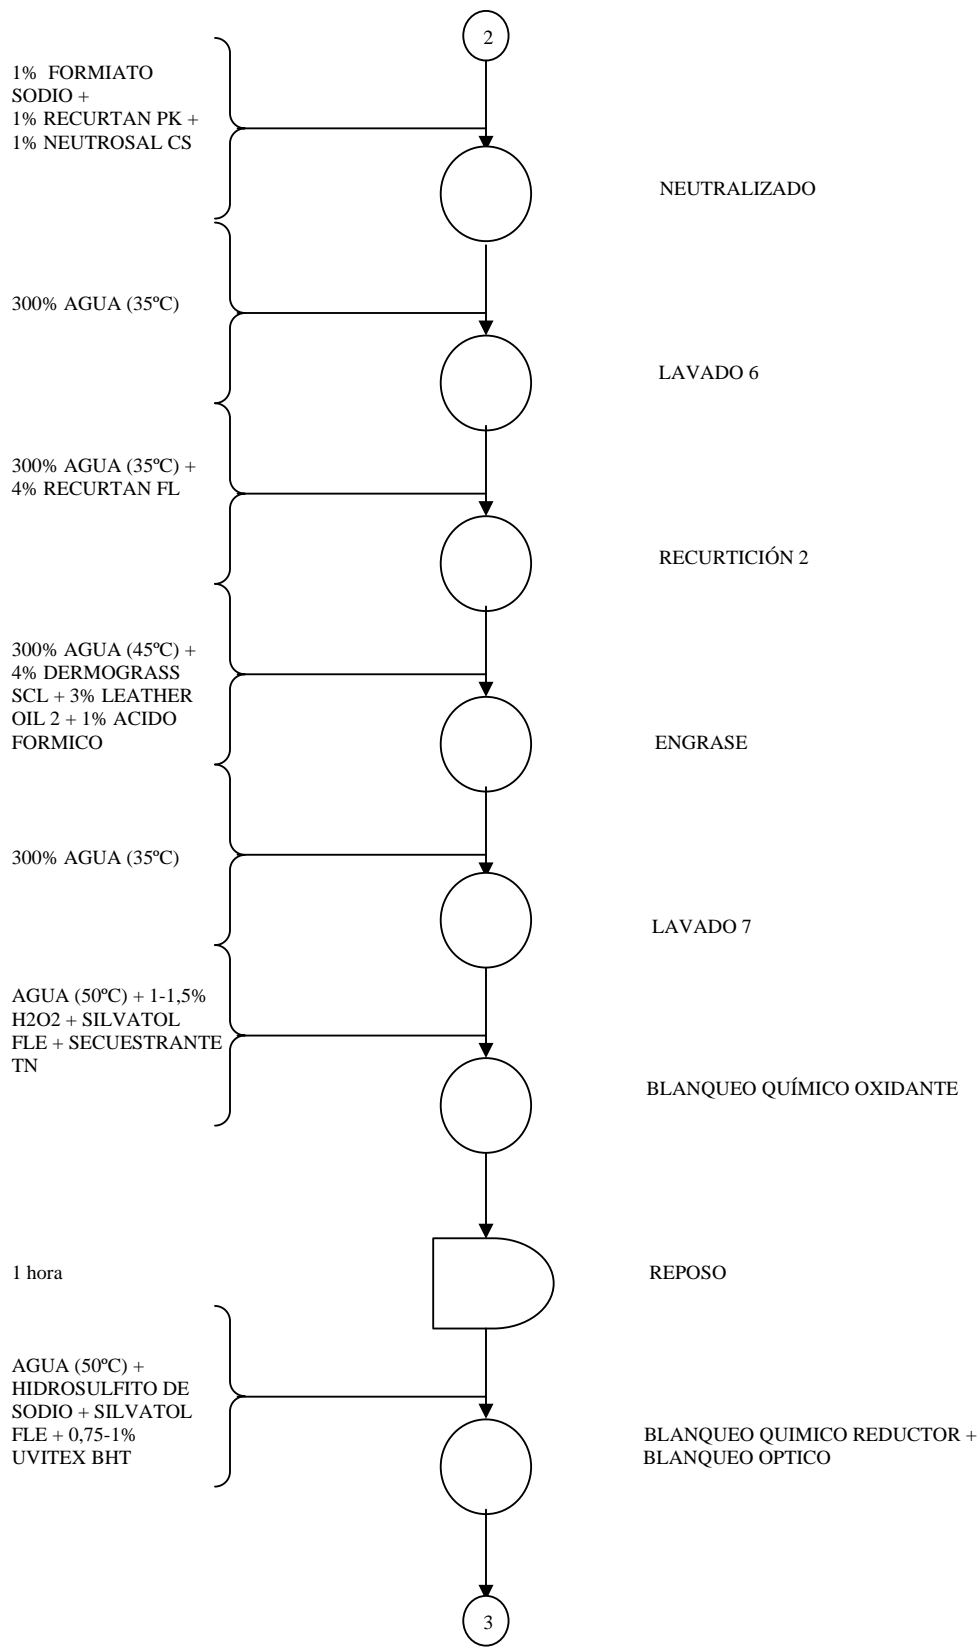 2
1% FORMIATO
SODIO +
1% RECURTAN PK +
1% NEUTROSAL CS
NEUTRALIZADO
300% AGUA (35ºC)
LAVADO 6
300% AGUA (35ºC) +
4% RECURTAN FL
RECURTICIÓN 2
300% AGUA (45ºC) +
4% DERMOGRASS
SCL + 3% LEATHER
OIL 2 + 1% ACIDO
FORMICO
ENGRASE
300% AGUA (35ºC)
LAVADO 7
AGUA (50ºC) + 1-1,5%
H2O2 + SILVATOL
FLE + SECUESTRANTE
TN
BLANQUEO QUÍMICO OXIDANTE
1 hora
REPOSO
AGUA (50ºC) +
HIDROSULFITO DE
SODIO + SILVATOL
FLE + 0,75-1%
UVITEX BHT
BLANQUEO QUIMICO REDUCTOR +
BLANQUEO OPTICO
3